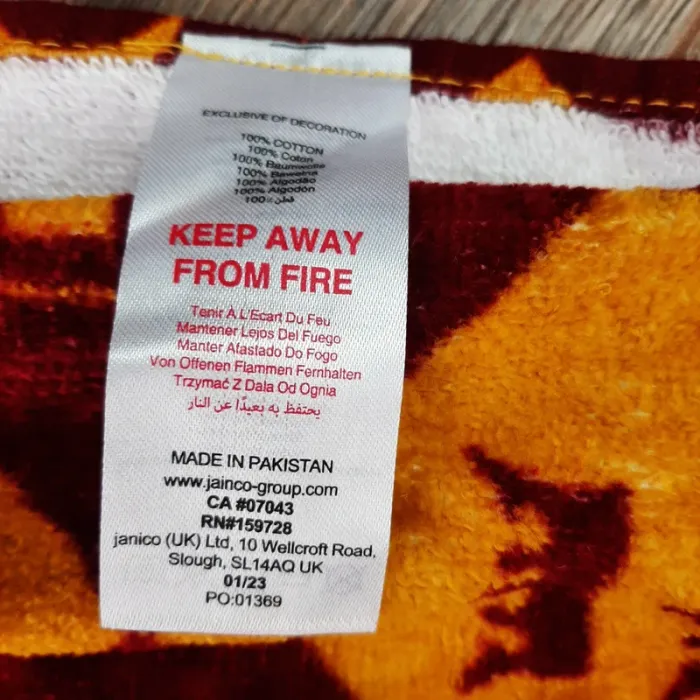 EXCLUSIVE OF DECORATION
100% COTTON
100% Coton
100% Baumwolle
100% Bawełna
100% Algodão
100% Algodón
قطن ٪100
KEEP AWAY
FROM FIRE
Tenir À L'Ecart Du Feu
Mantener Lejos Del Fuego
Manter Afastado Do Fogo
Von Offenen Flammen Fernhalten
Trzymać Z Dala Od Ognia
يحتفظ به بعيدًا عن النار
MADE IN PAKISTAN
www.jainco-group.com
CA #07043
RN#159728
janico (UK) Ltd, 10 Wellcroft Road,
Slough, SL14AQ UK
01/23
PO:01369